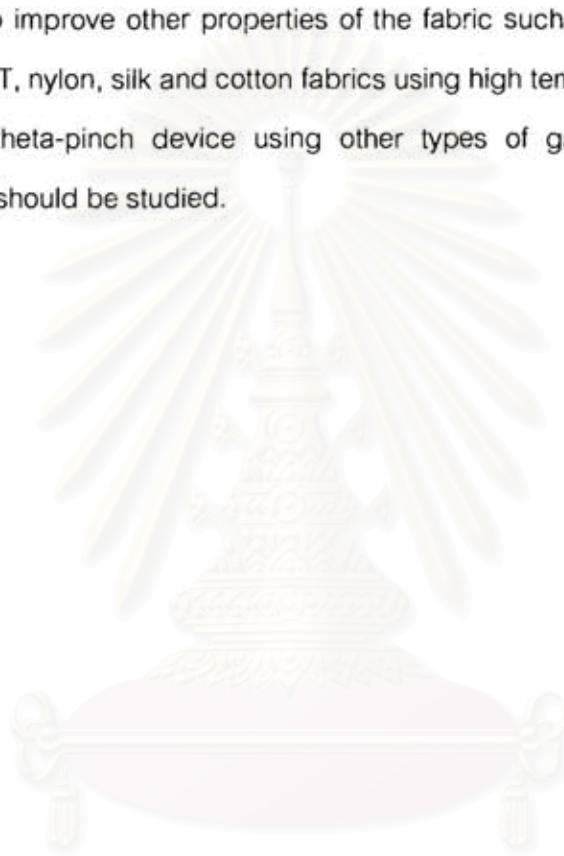 improve other properties of the fabric such
T, nylon, silk and cotton fabrics using high
heta-pinch device using other types of
should be studied.